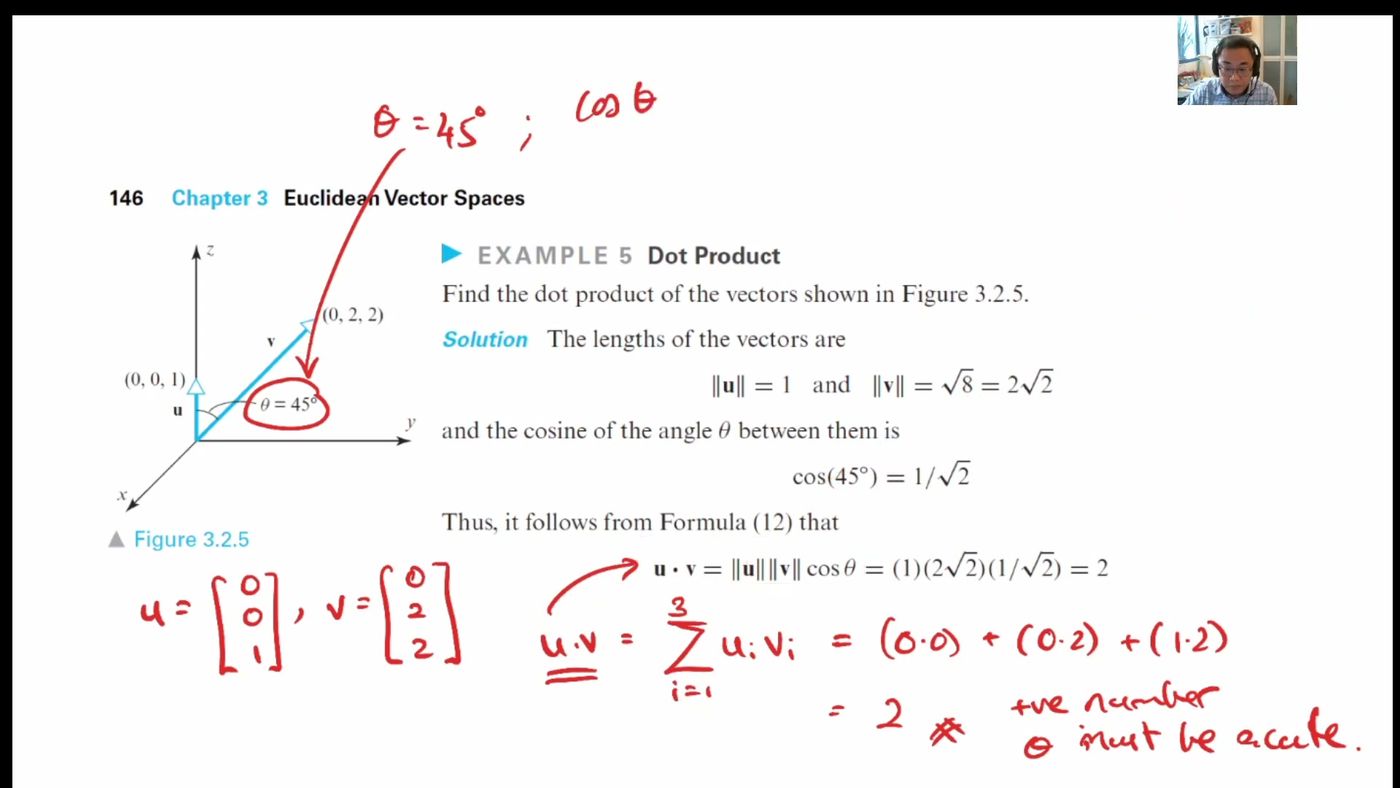 θ = 45° ; cos θ
146 Chapter 3 Euclidean Vector Spaces
z
(0, 2, 2)
v
(0, 0, 1)
u
θ = 45°
y
x
▲ Figure 3.2.5
▶ EXAMPLE 5 Dot Product
Find the dot product of the vectors shown in Figure 3.2.5.
Solution The lengths of the vectors are
‖u‖ = 1 and ‖v‖ = √8 = 2√2
and the cosine of the angle θ between them is
cos(45°) = 1/√2
Thus, it follows from Formula (12) that
u · v = ‖u‖‖v‖ cos θ = (1)(2√2)(1/√2) = 2
u = [0 0 1], v = [0 2 2]
u·v = 3 Σ i=1 uᵢ vᵢ = (0·0) + (0·2) + (1·2)
= 2 * +ve number
θ must be acute.